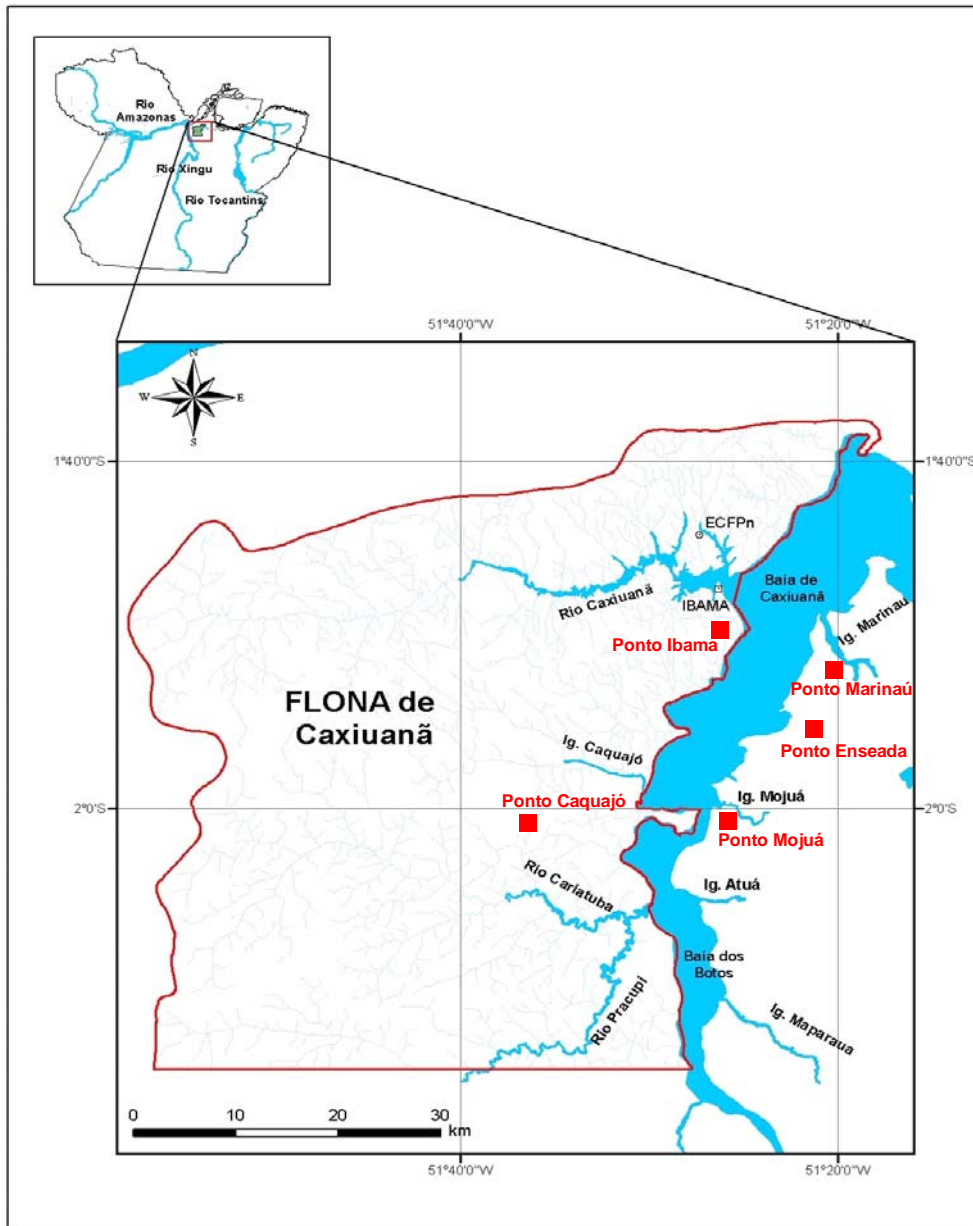 Rio
Amazonas
Rio Xingu
Rio Tocantins
51°40'0"W
51°20'0"W
N
W
E
S
1°40'0"S
1°40'0"S
ECFPn
Baia de
Caxiuanã
Rio Caxiuanã
IBAMA
Ig. Marinau
Ponto Ibama
Ponto Marinaú
FLONA de
Caxiuanã
Ponto Enseada
Ig. Caquajó
Ig. Mojuá
2°0'S
2°0'S
Ponto Caquajó
Ponto Mojuá
Rio Cariatuba
Ig. Atuá
Baia dos
Botos
Rio Pracupi
Ig. Maparaua
0 10 20 30
km
51°40'0"W
51°20'0"W